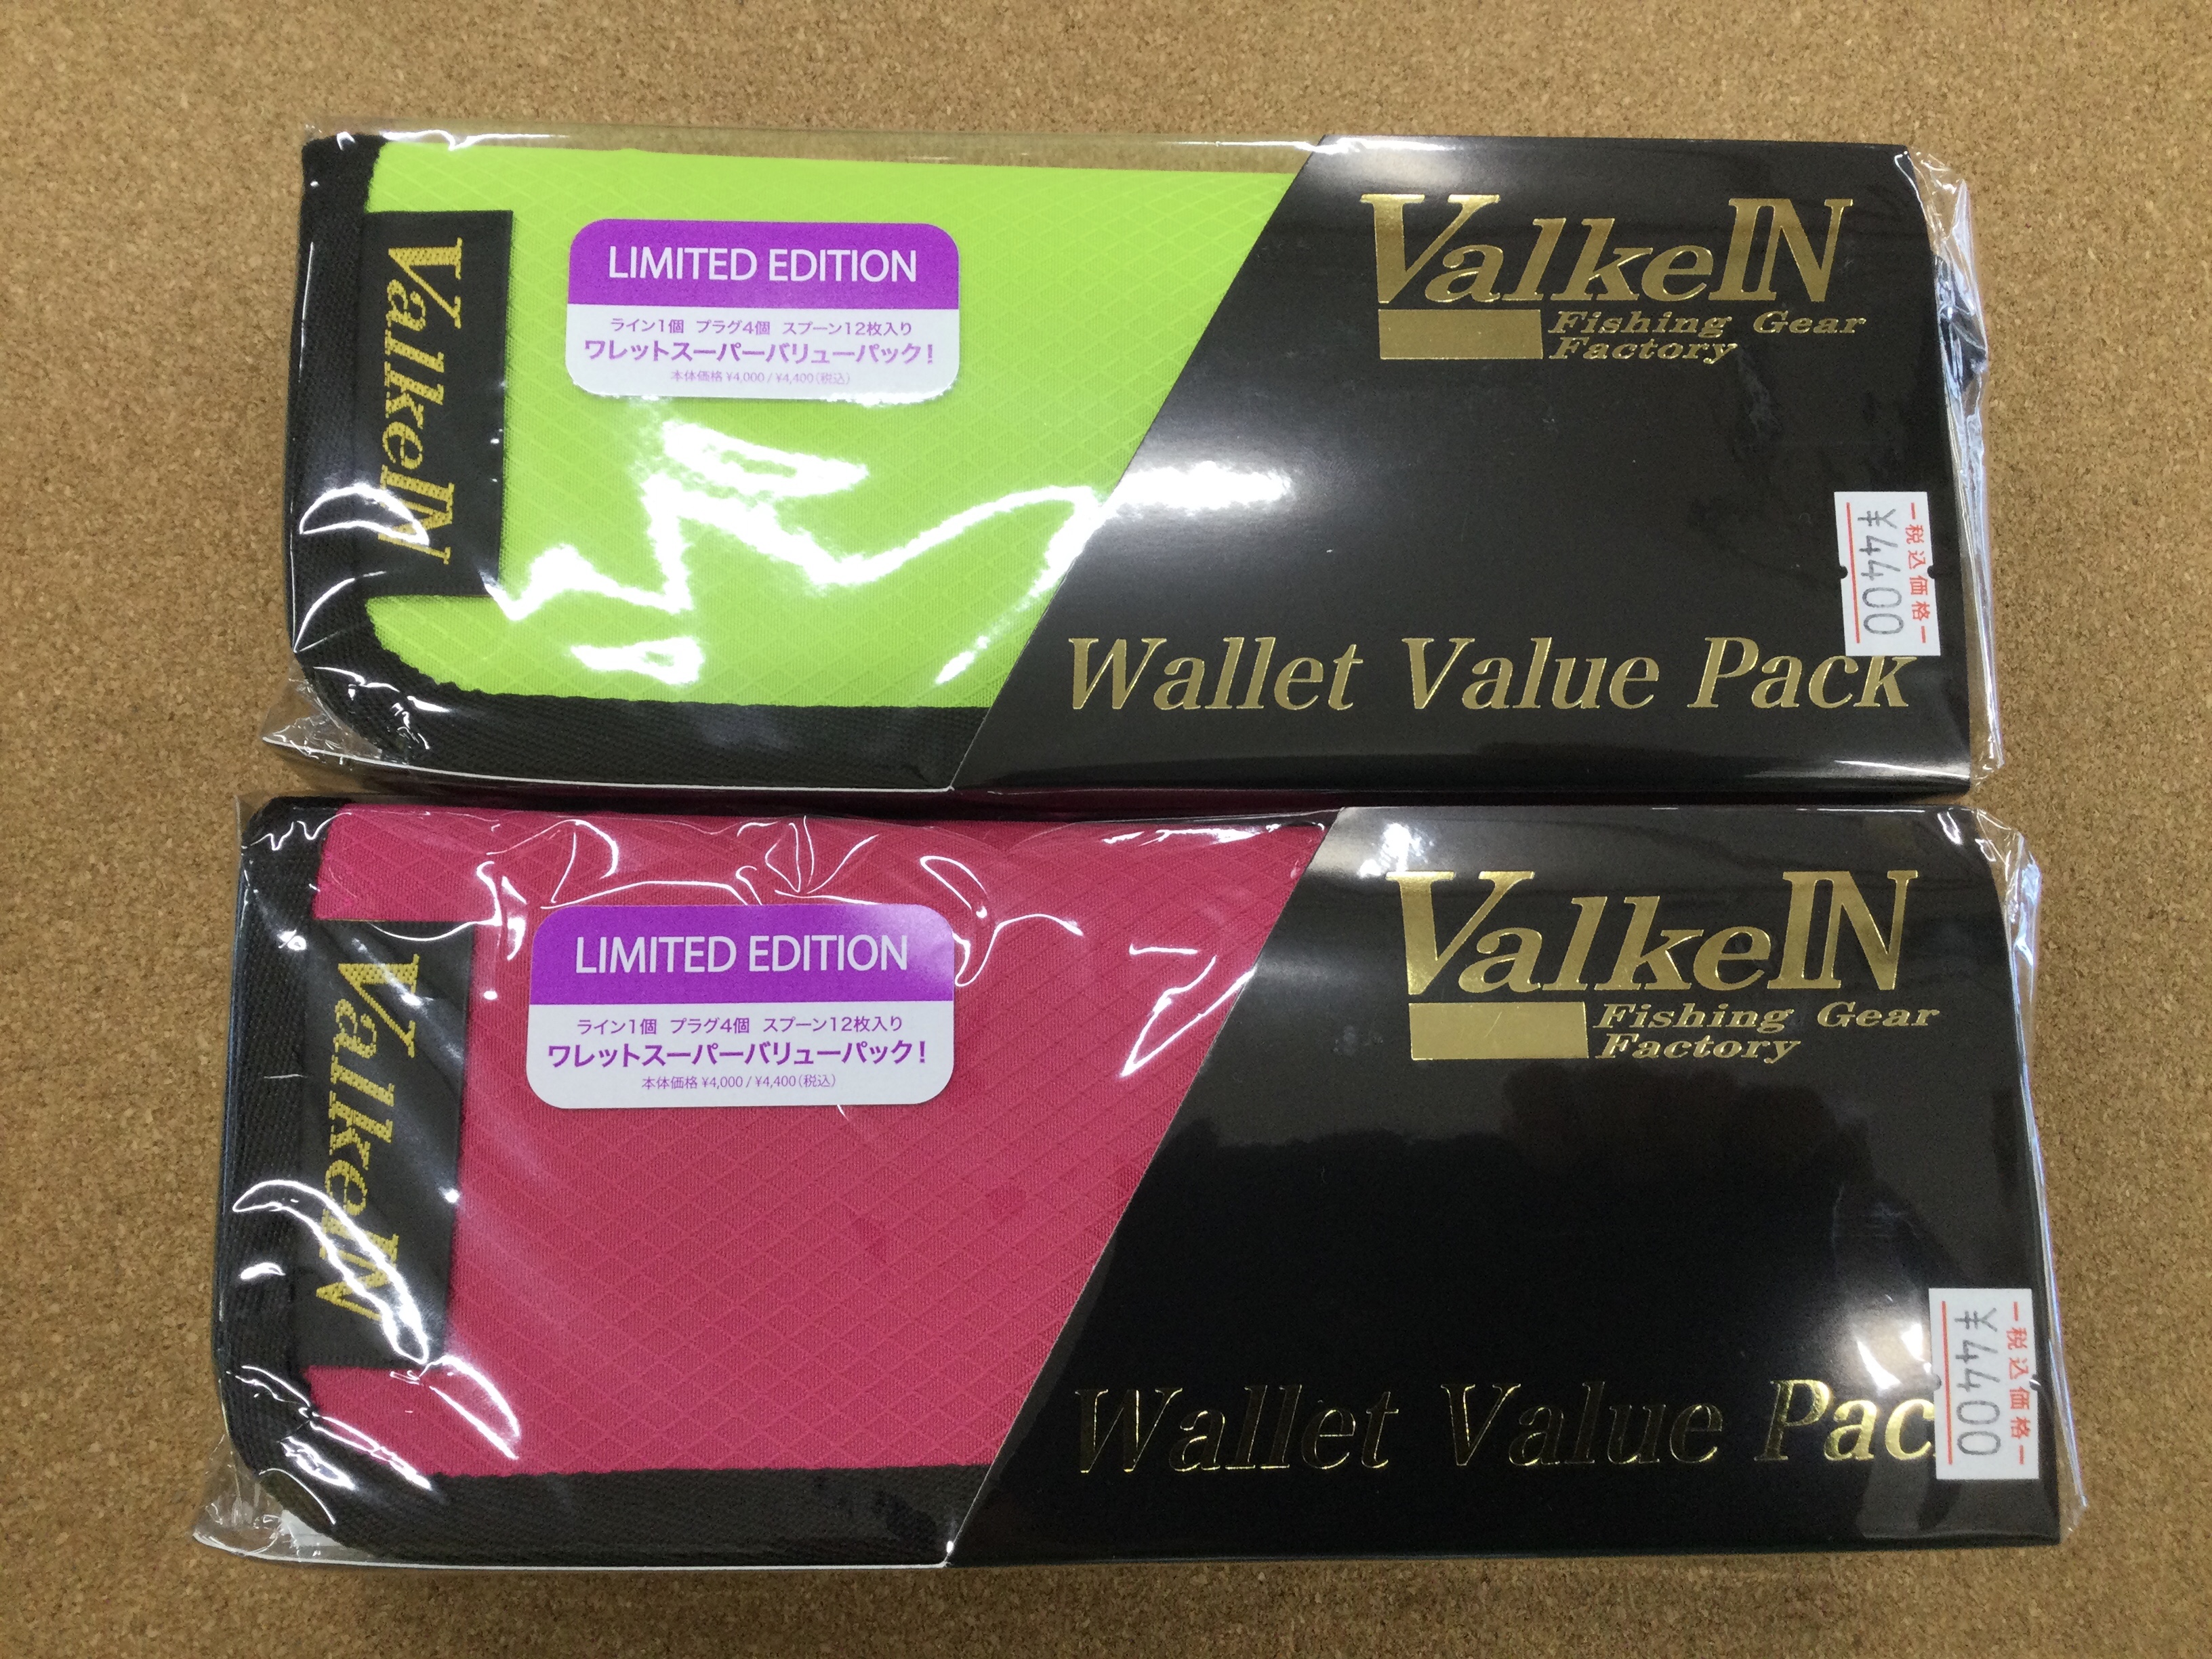 ValkeIN
LIMITED EDITION
ライン1個 プラグ4個 スプーン12枚入り
ワレットスーパーバリューパック!
本体価格 ¥4,000 / ¥4,400(税込)
ValkeIN
Fishing Gear
Factory
税込価格
¥4400
Wallet Value Pack
ValkeIN
LIMITED EDITION
ライン1個 プラグ4個 スプーン12枚入り
ワレットスーパーバリューパック!
本体価格 ¥4,000 / ¥4,400(税込)
ValkeIN
Fishing Gear
Factory
税込価格
¥4400
Wallet Value Pac